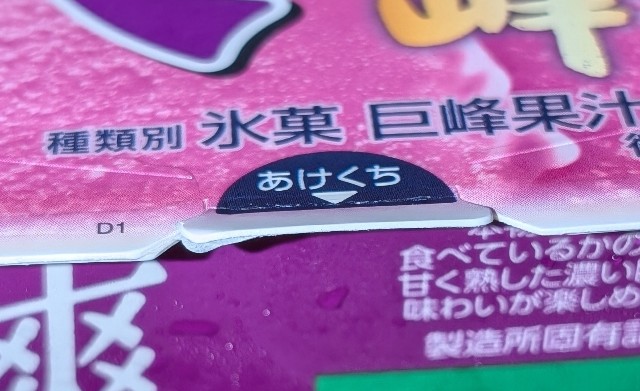 峰
種類別 氷菓 巨峰果汁
あけくち
D1
爽
食べているかの
甘く熟した濃い
味わいが楽しめ
製造所固有